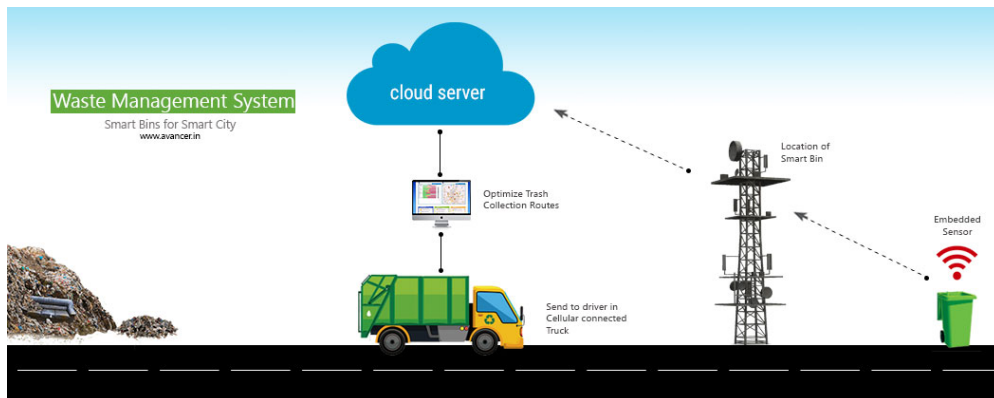 Waste Management System
Smart Bins for Smart City
www.avancer.in
cloud server
Optimize Trash
Collection Routes
Send to driver in
Cellular connected
Truck
Location of
Smart Bin
Embedded
Sensor